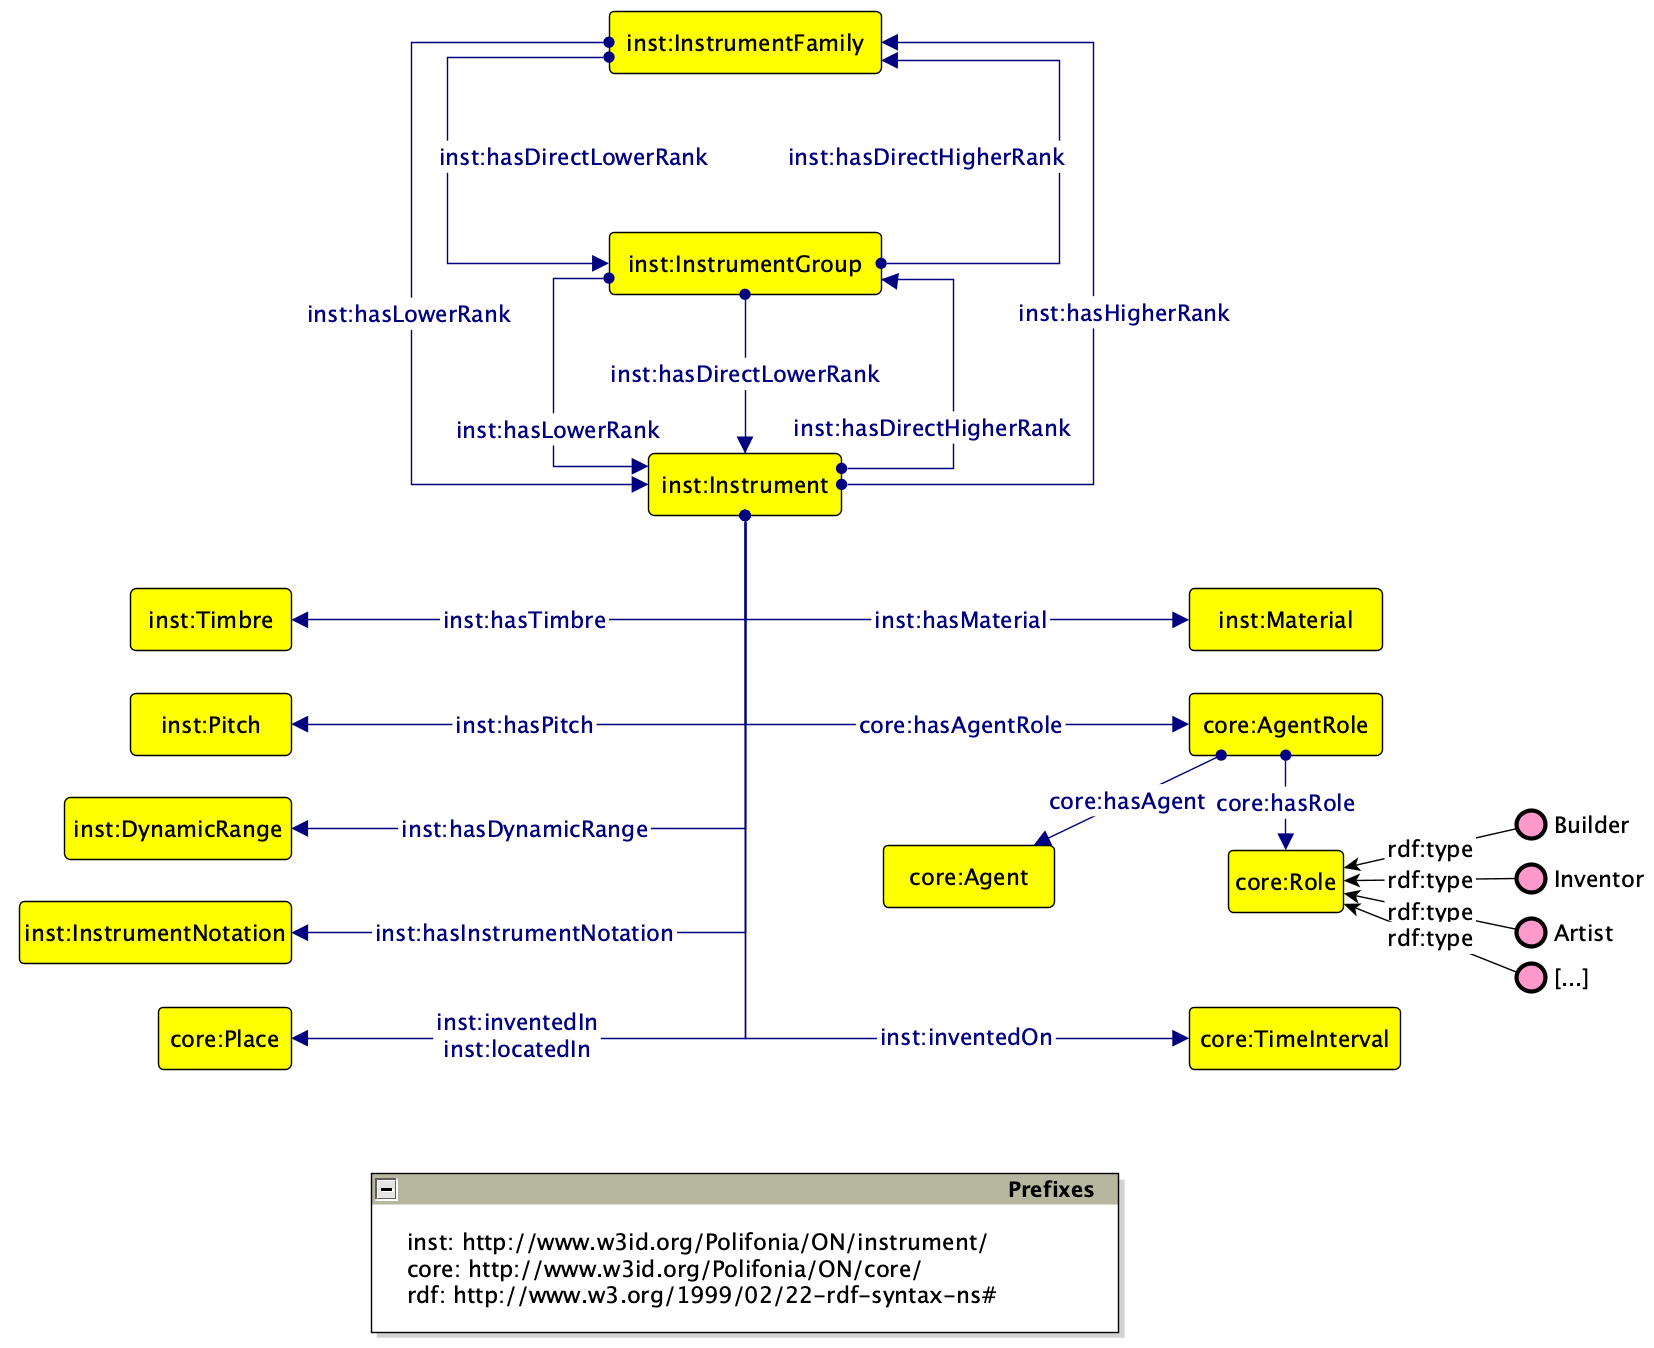 inst:InstrumentFamily
inst:hasDirectLowerRank
inst:hasDirectHigherRank
inst:InstrumentGroup
inst:hasLowerRank
inst:hasHigherRank
inst:hasDirectLowerRank
inst:hasLowerRank
inst:hasDirectHigherRank
inst:Instrument
inst:Timbre
inst:hasTimbre
inst:hasMaterial
inst:Material
inst:Pitch
inst:hasPitch
core:hasAgentRole
core:AgentRole
core:hasAgent
core:hasRole
inst:DynamicRange
inst:hasDynamicRange
core:Agent
core:Role
rdf:type
Builder
rdf:type
Inventor
rdf:type
Artist
rdf:type
[...]
inst:InstrumentNotation
inst:hasInstrumentNotation
core:Place
inst:inventedIn
inst:locatedIn
inst:inventedOn
core:TimeInterval
Prefixes
inst: http://www.w3id.org/Polifonia/ON/instrument/
core: http://www.w3id.org/Polifonia/ON/core/
rdf: http://www.w3.org/1999/02/22-rdf-syntax-ns#